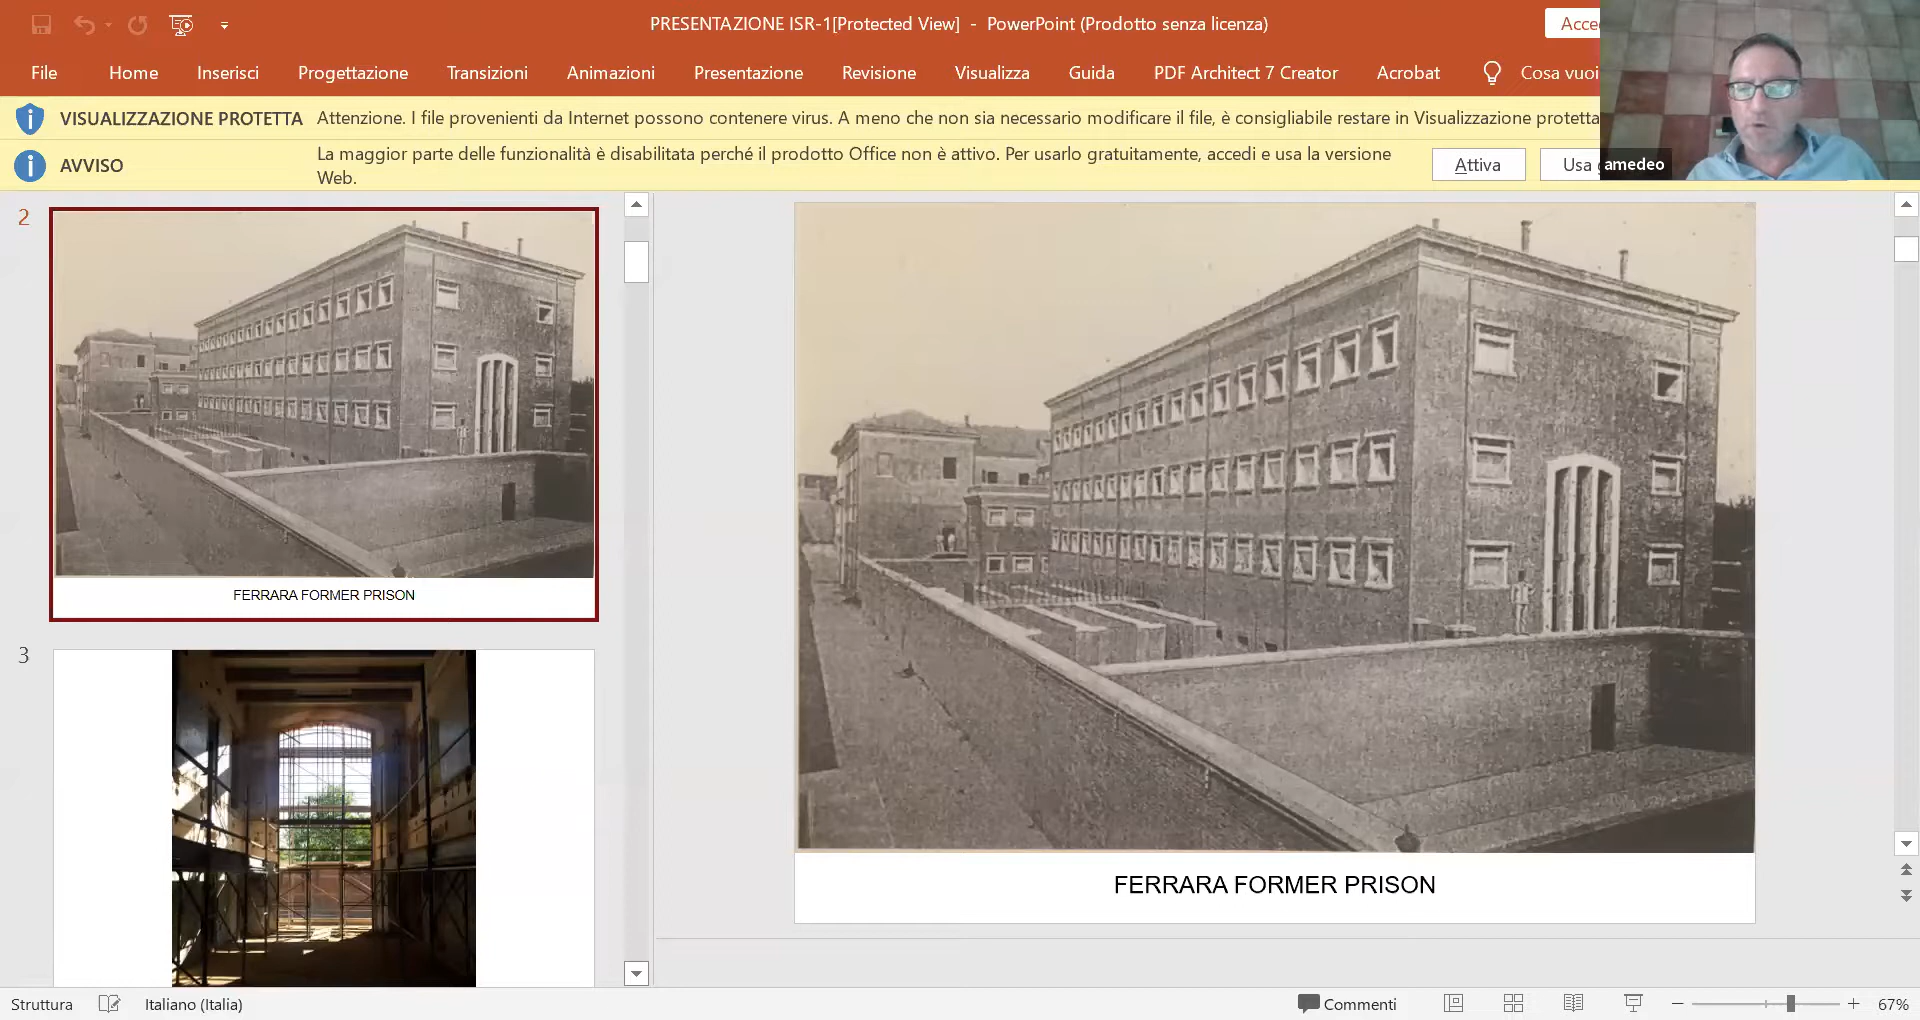 PRESENTAZIONE ISR-1[Protected View] - PowerPoint (Prodotto senza licenza)
File Home Inserisci Progettazione Transizioni Animazioni Presentazione Revisione Visualizza Guida PDF Architect 7 Creator Acrobat Cosa vuoi
VISUALIZZAZIONE PROTETTA Attenzione. I file provenienti da Internet possono contenere virus. A meno che non sia necessario modificare il file, è consigliabile restare in Visualizzazione protetta
AVVISO La maggior parte delle funzionalità è disabilitata perché il prodotto Office non è attivo. Per usarlo gratuitamente, accedi e usa la versione
Web.
Attiva
Usa
amedeo
2
FERRARA FORMER PRISON
3
FERRARA FORMER PRISON
Struttura Italiano (Italia) Commenti 67%